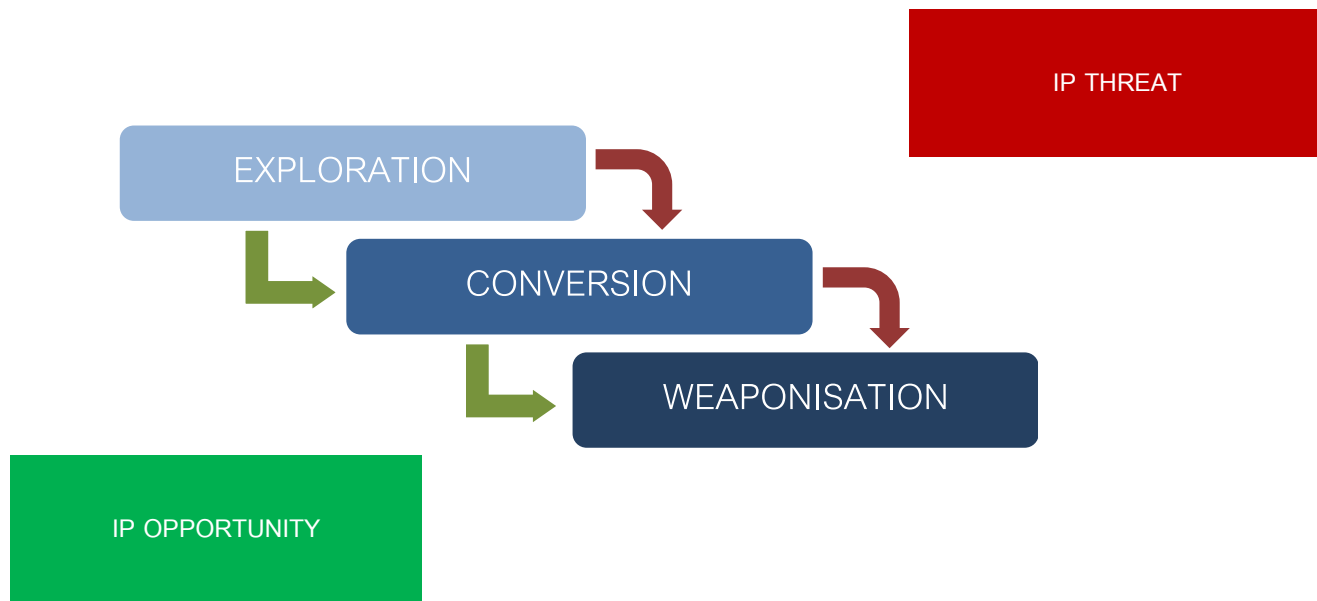 IP THREAT
EXPLORATION
CONVERSION
WEAPONISATION
IP OPPORTUNITY